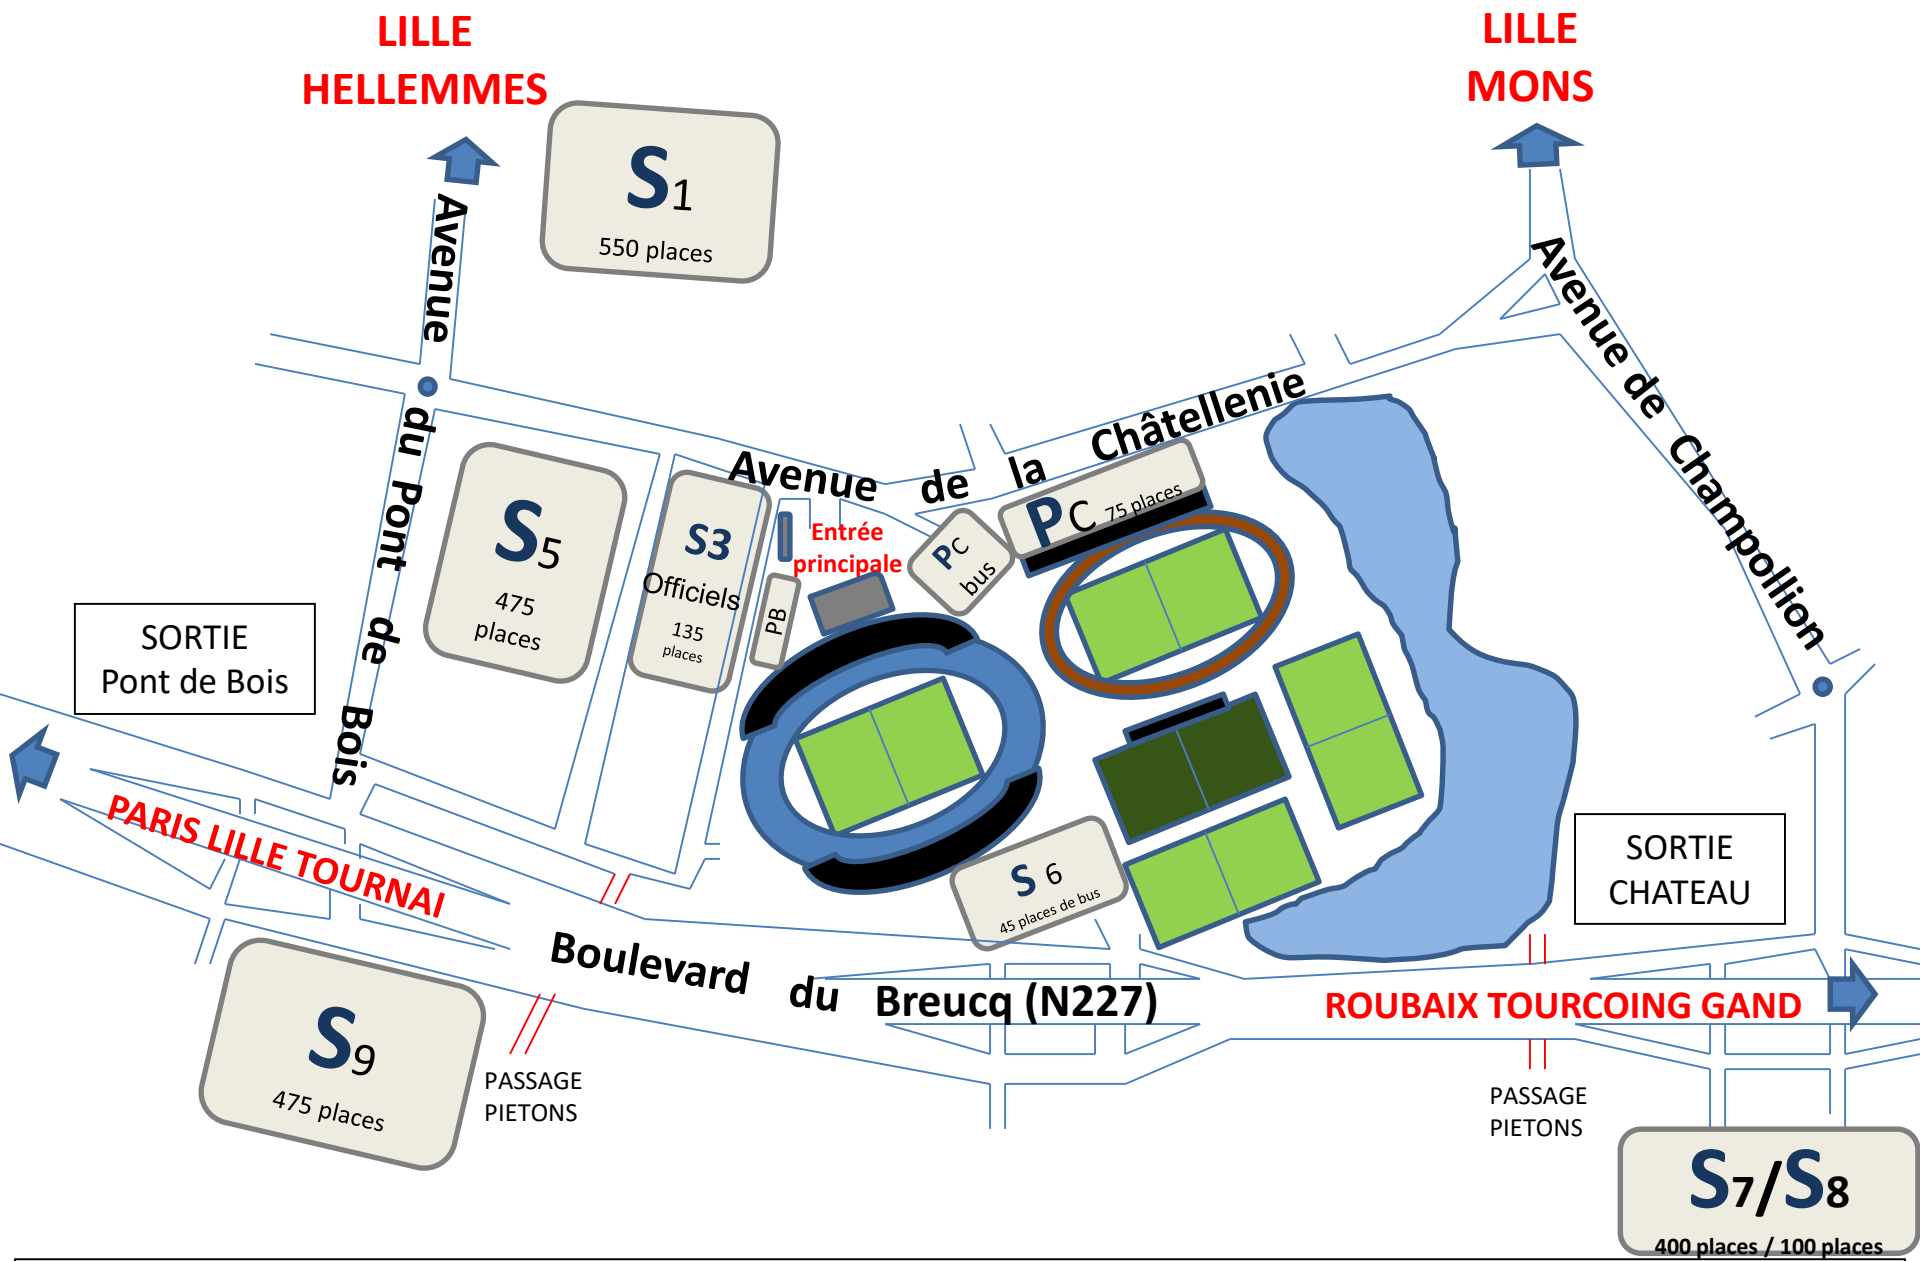 LILLE
HELLEMMES
LILLE
MONS
S1
550 places
Avenue du Pont de Bois
Avenue de la Châtellenie
Avenue de Champollion
S5
475
places
S3
Officiels
135
places
Entrée
principale
PB
PC
bus
PC 75 places
SORTIE
Pont de Bois
PARIS LILLE TOURNAI
S 6
45 places de bus
SORTIE
CHATEAU
Boulevard du Breucq (N227)
ROUBAIX TOURCOING GAND
S9
475 places
PASSAGE
PIETONS
PASSAGE
PIETONS
S7/S8
400 places / 100 places